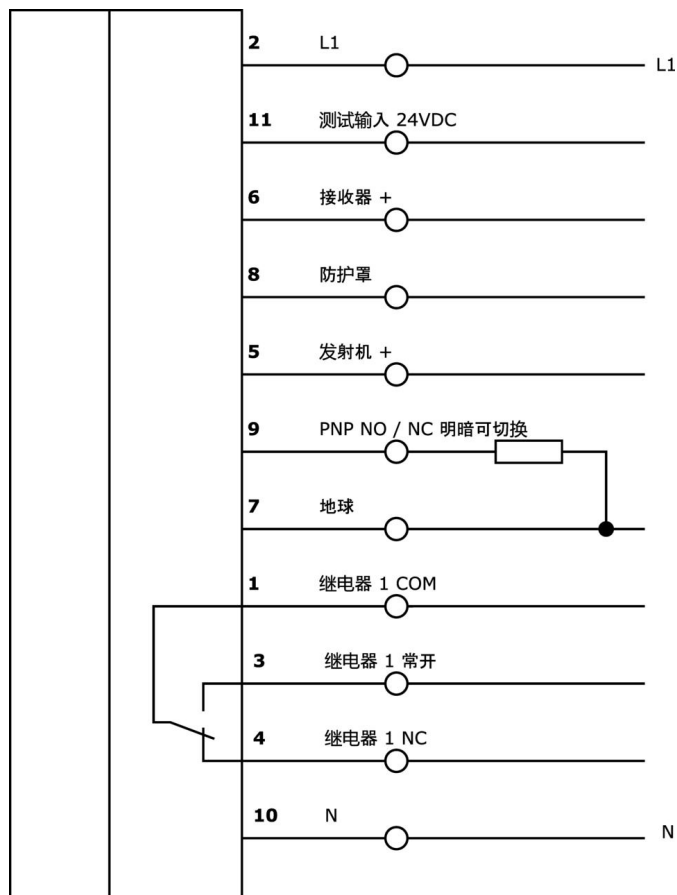 2 L1
L1
11 测试输入 24VDC
6 接收器 +
8 防护罩
5 发射机 +
9 PNP NO / NC 明暗可切换
7 地球
1 继电器 1 COM
3 继电器 1 常开
4 继电器 1 NC
10 N
N